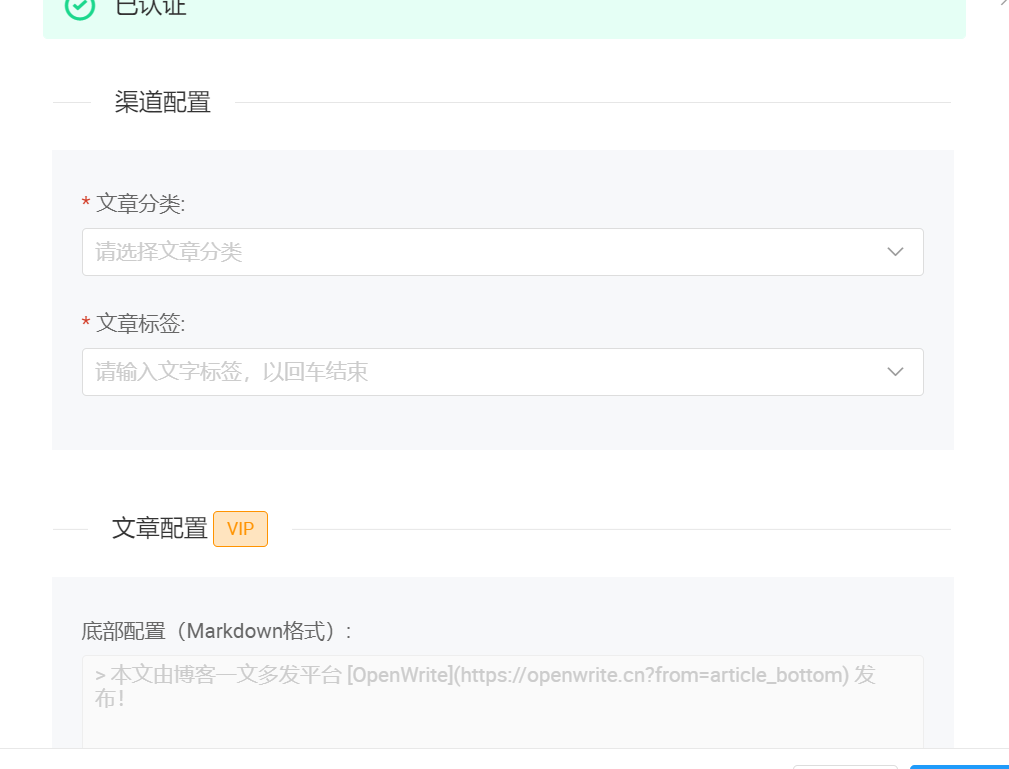 已认证
渠道配置
* 文章分类:
请选择文章分类
* 文章标签:
请输入文字标签，以回车结束
文章配置 VIP
底部配置（Markdown格式）:
> 本文由博客一文多发平台 [OpenWrite](https://openwrite.cn?from=article_bottom) 发
布！